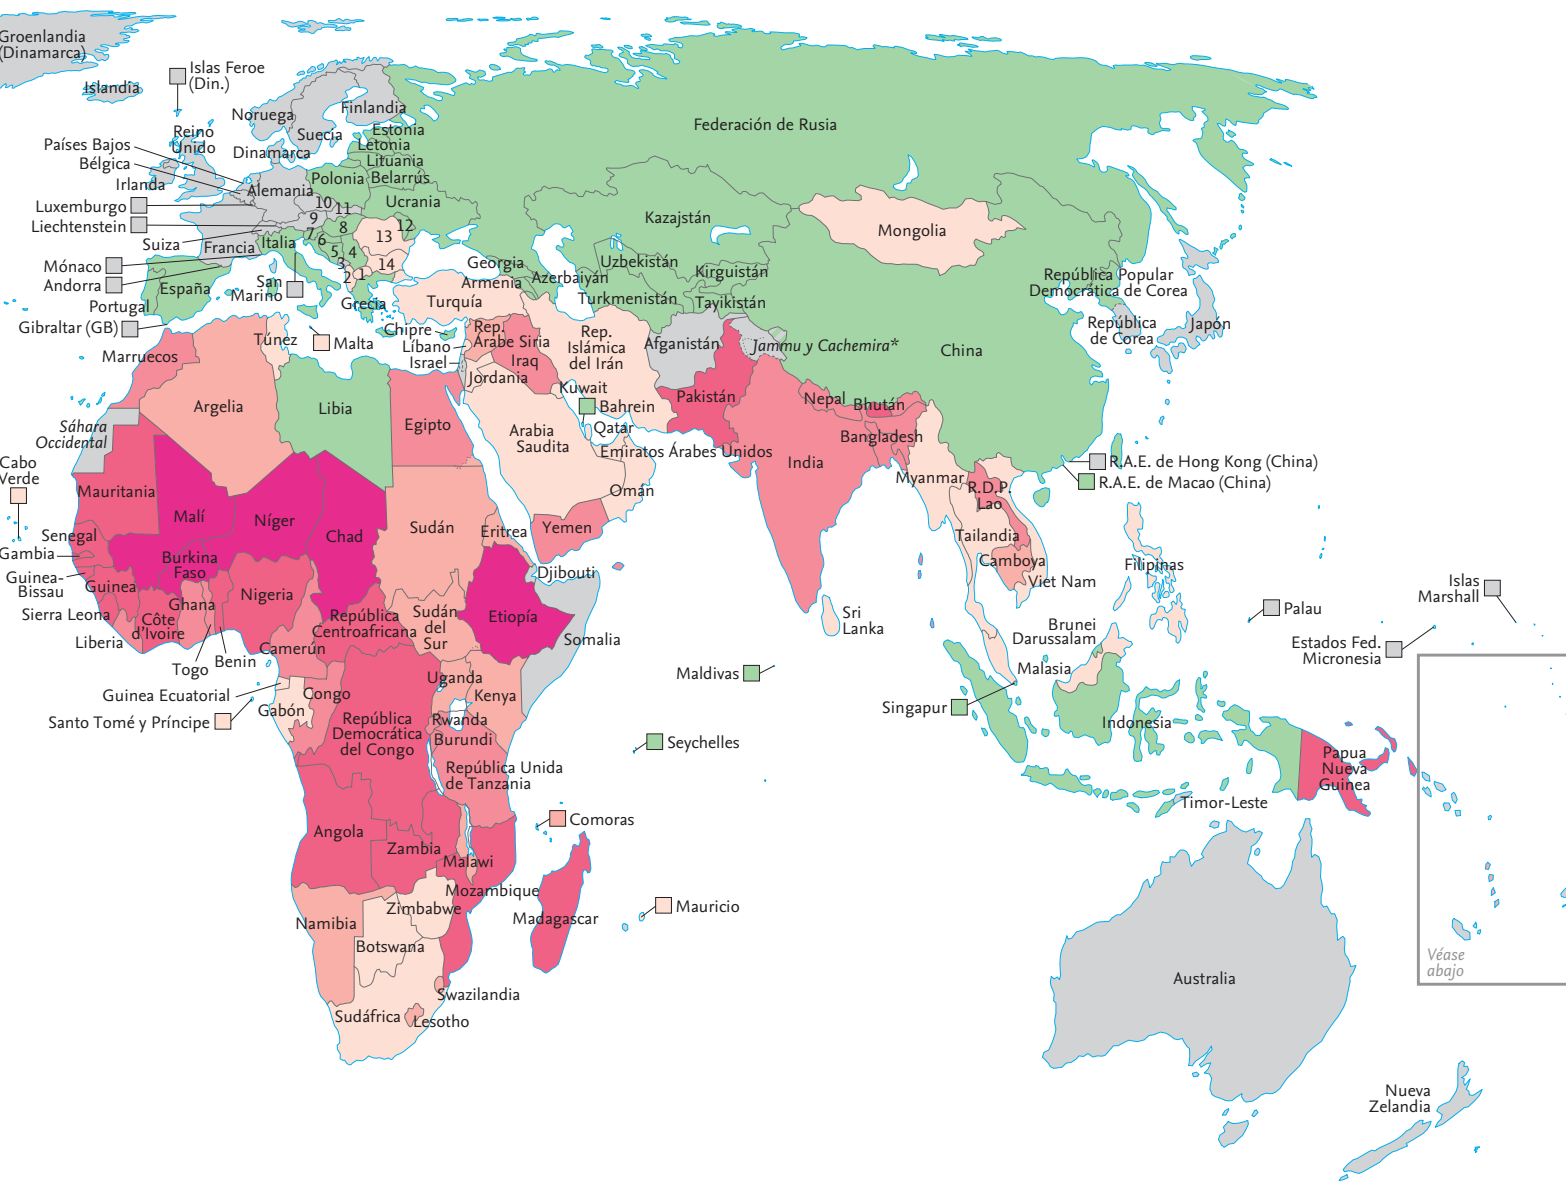 Groenlandia
(Dinamarca)
Islandia
Islas Feroe
(Din.)
Noruega
Finlandia
Suecia
Estonia
Letonia
Lituania
Belarrús
Reino
Unido
Dinamarca
Países Bajos
Bélgica
Irlanda
Alemania
Polonia
Ucrania
Luxemburgo
Liechtenstein
Suiza
Francia
Italia
Mónaco
Andorra
España
Portugal
San
Marino
Gibraltar (GB)
Grecia
10
11
9
8
7
6
5
4
3
2
1
12
13
14
Federación de Rusia
Kazajstán
Mongolia
Georgia
Armenia
Azerbaiyán
Uzbekistán
Kirguistán
Turkmenistán
Tayikistán
República Popular
Democrática de Corea
República
de Corea
Japón
China
Turquía
Chipre
Líbano
Israel
Rep.
Árabe Siria
Iraq
Jordania
Rep.
Islámica
del Irán
Afganistán
Jammu y Cachemira*
Kuwait
Bahrein
Qatar
Emiratos Árabes Unidos
Pakistán
Nepal
Bhután
Bangladesh
India
Arabia
Saudita
Omán
Yemen
Túnez
Malta
Marruecos
Argelia
Libia
Egipto
Sáhara
Occidental
Cabo
Verde
Mauritania
Malí
Níger
Chad
Sudán
Eritrea
Djibouti
Senegal
Gambia
Guinea-
Bissau
Guinea
Sierra Leona
Liberia
Burkina
Faso
Ghana
Côte
d'Ivoire
Togo
Benin
Nigeria
Camerún
República
Centroafricana
Sudán
del
Sur
Etiopía
Somalia
Guinea Ecuatorial
Santo Tomé y Príncipe
Gabón
Congo
República
Democrática
del Congo
Uganda
Kenya
Rwanda
Burundi
República Unida
de Tanzania
Seychelles
Maldivas
Comoras
Angola
Zambia
Malawi
Mozambique
Zimbabwe
Madagascar
Mauricio
Namibia
Botswana
Swazilandia
Sudáfrica
Lesotho
Myanmar
R.D.P.
Lao
Tailandia
Camboya
Viet Nam
R.A.E. de Hong Kong (China)
R.A.E. de Macao (China)
Filipinas
Sri
Lanka
Brunei
Darussalam
Malasia
Singapur
Indonesia
Timor-Leste
Papua
Nueva
Guinea
Palau
Islas
Marshall
Estados Fed.
Micronesia
Véase
abajo
Australia
Nueva
Zelandia